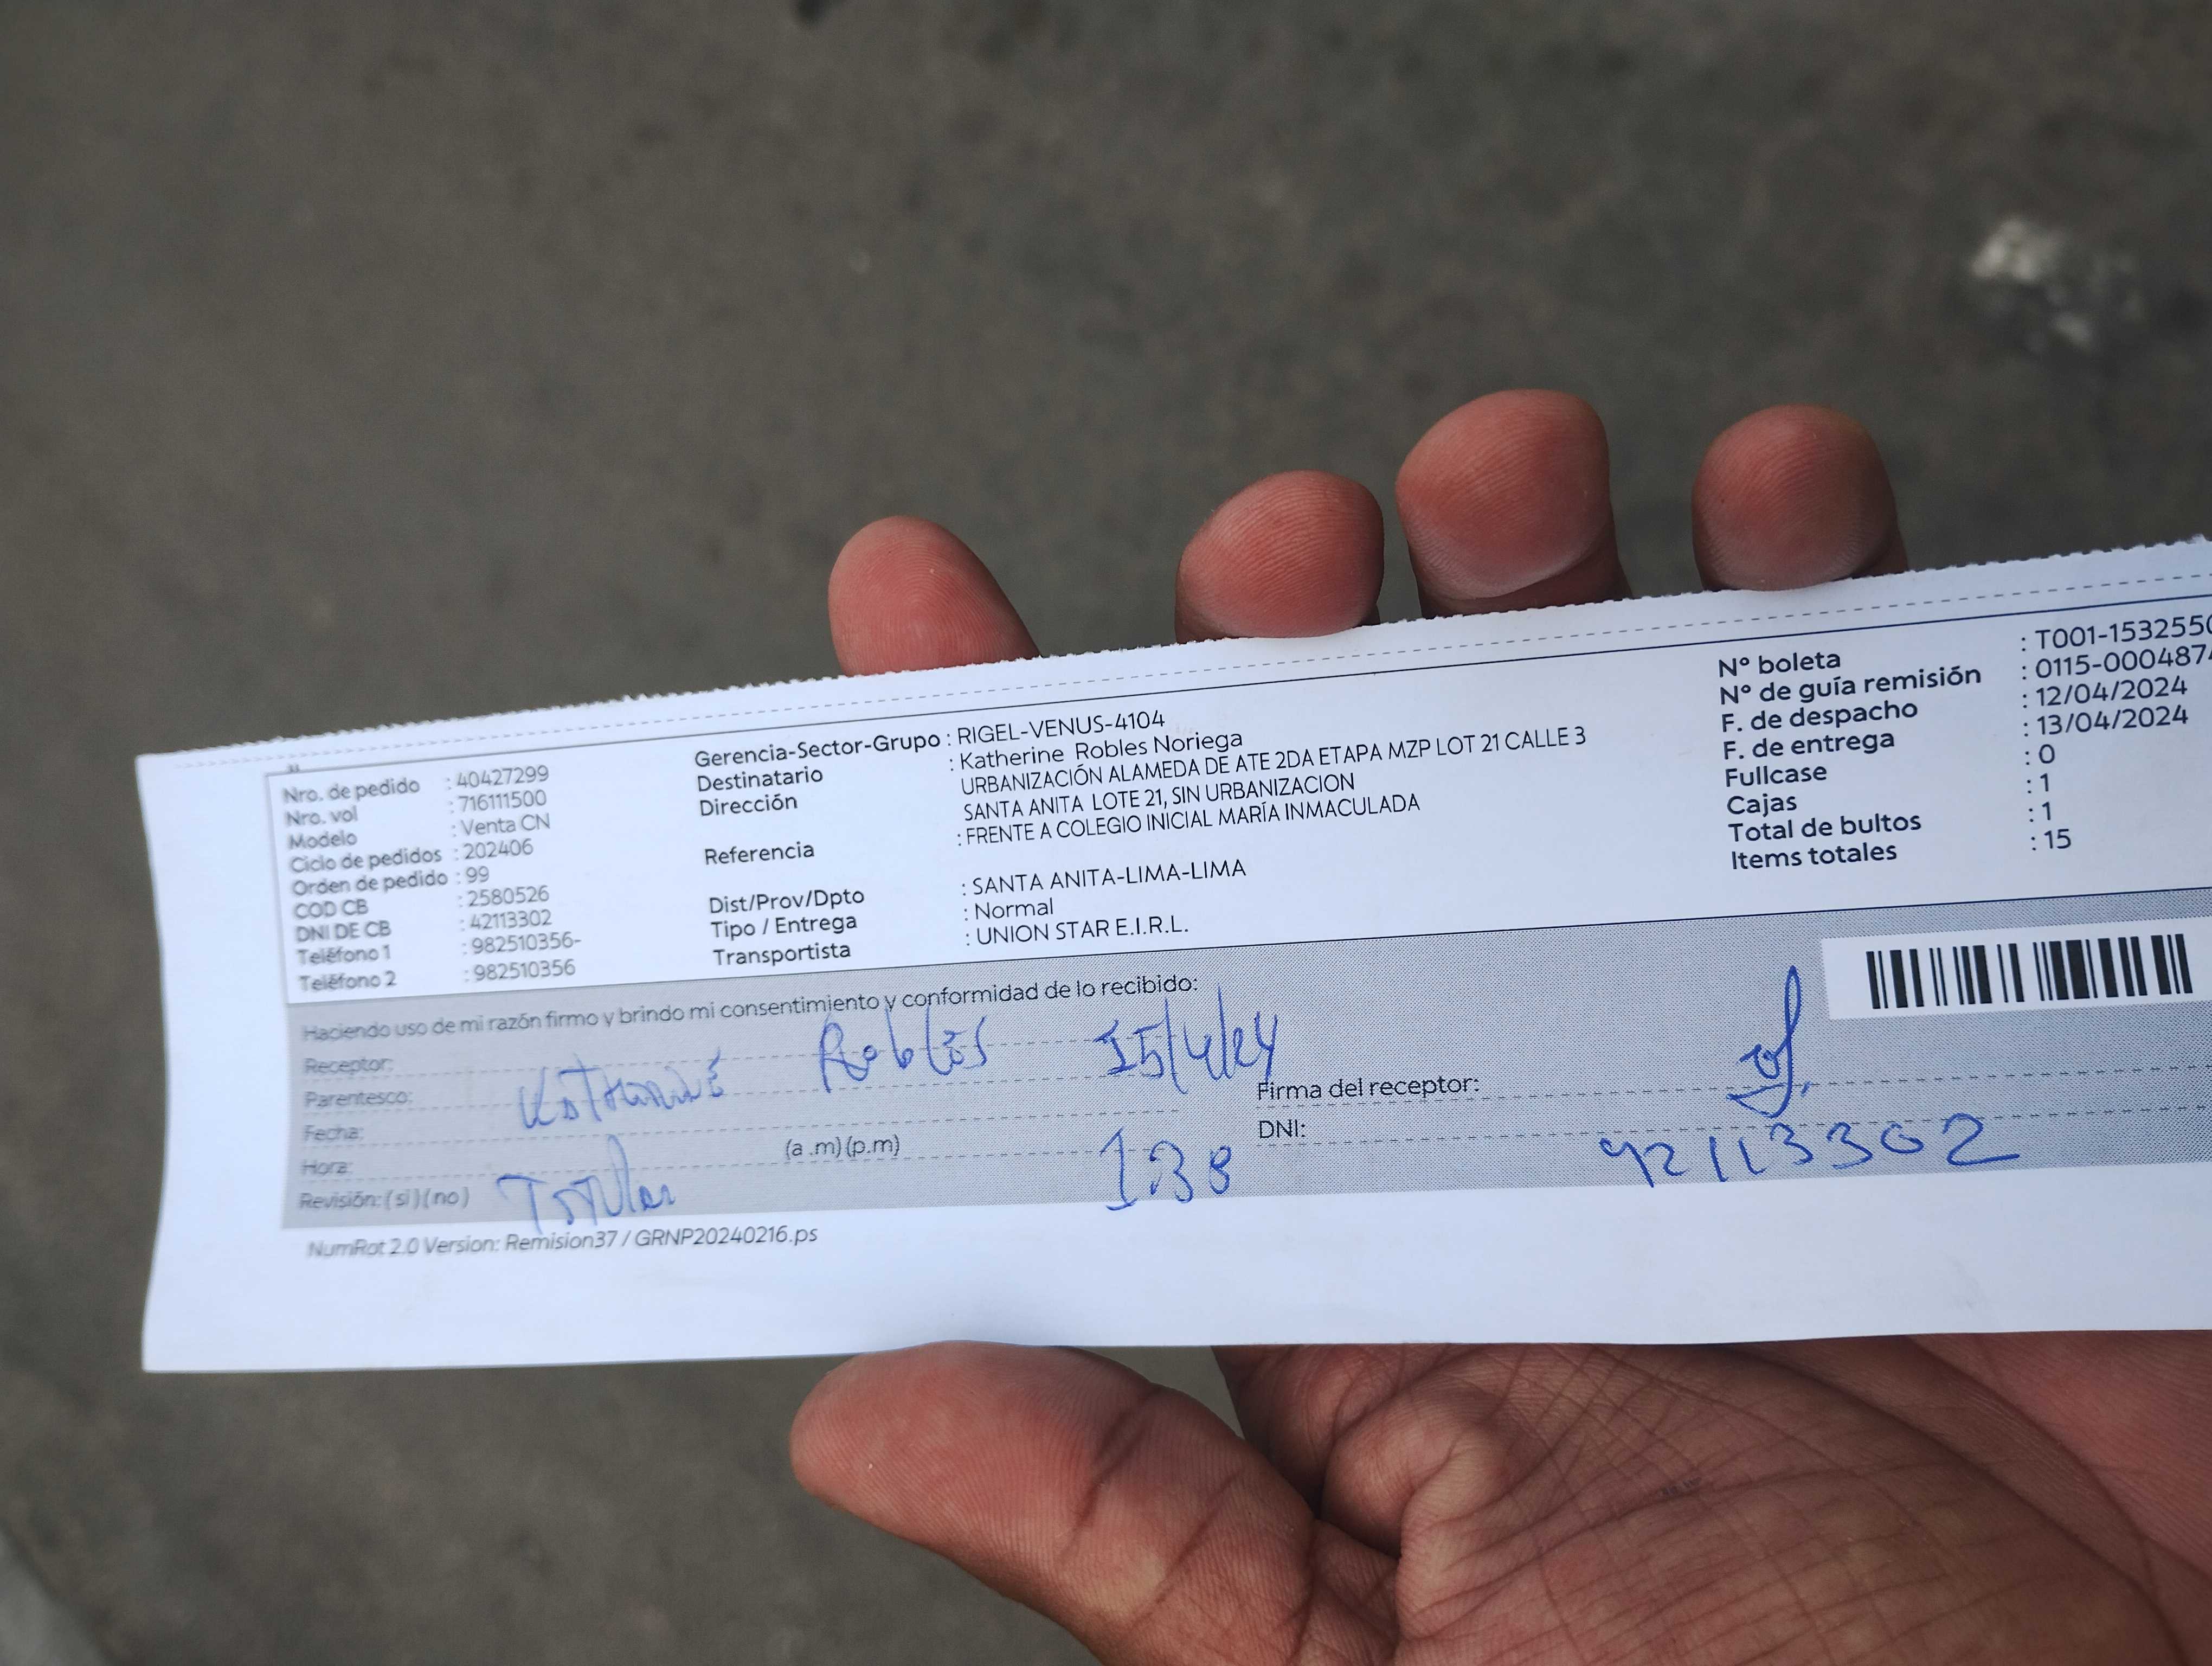 Nro. de pedido : 40427299
Nro. vol : 716111500
Modelo : Venta CN
Ciclo de pedidos : 202406
Orden de pedido : 99
COD CB : 2580526
DNI DE CB : 42113302
Teléfono 1 : 982510356-
Teléfono 2 : 982510356
Gerencia-Sector-Grupo : RIGEL-VENUS-4104
Destinatario : Katherine Robles Noriega
Dirección URBANIZACIÓN ALAMEDA DE ATE 2DA ETAPA MZP LOT 21 CALLE 3
SANTA ANITA LOTE 21, SIN URBANIZACION
Referencia : FRENTE A COLEGIO INICIAL MARÍA INMACULADA
Dist/Prov/Dpto : SANTA ANITA-LIMA-LIMA
Tipo / Entrega : Normal
Transportista : UNION STAR E.I.R.L.
N° boleta : T001-1532550
N° de guía remisión : 0115-000487
F. de despacho : 12/04/2024
F. de entrega : 13/04/2024
Fullcase : 0
Cajas : 1
Total de bultos : 1
Items totales : 15
Haciendo uso de mi razón firmo y brindo mi consentimiento y conformidad de lo recibido:
Receptor:
Parentesco:
Fecha:
Hora: (a .m) (p.m)
Revisión: ( si ) ( no )
Robles 15/4/24
138
Firma del receptor:
DNI: 42113302
NumRot 2.0 Version: Remision37 / GRNP20240216.ps